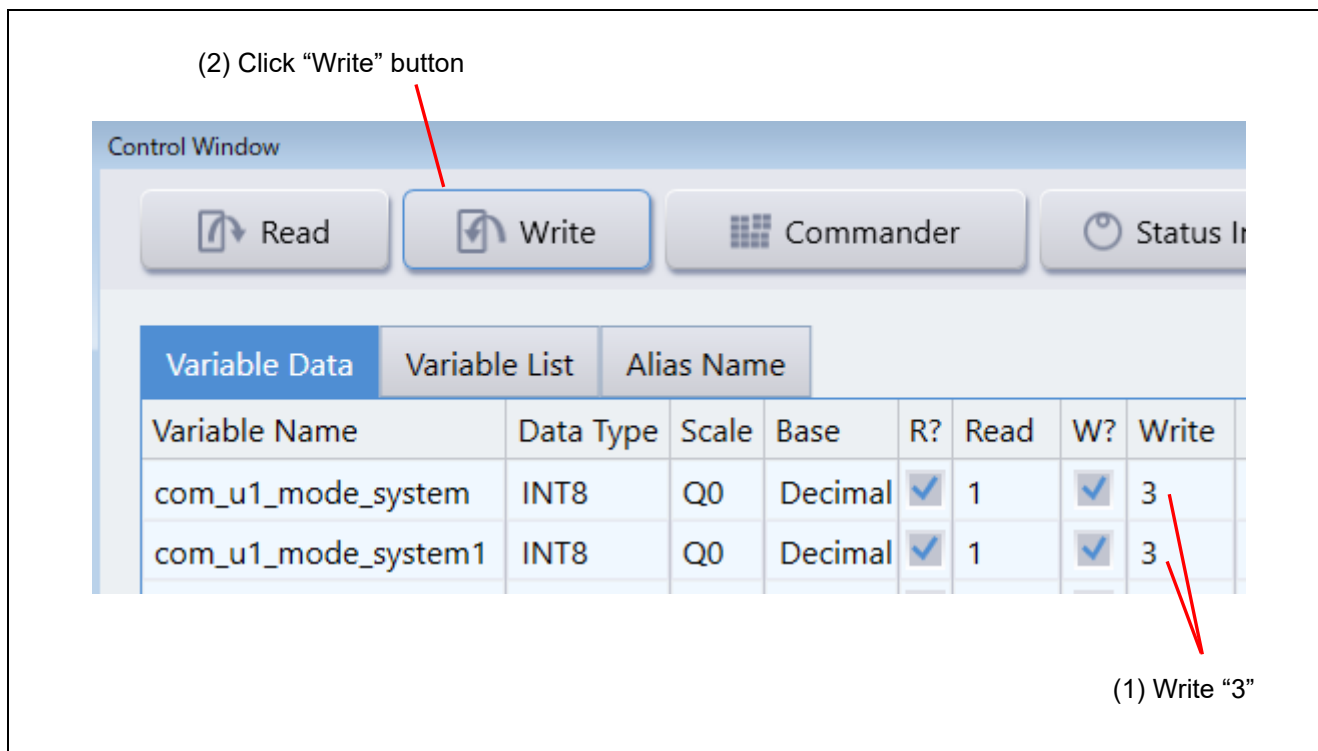 (2) Click “Write” button
Control Window
Read Write Commander Status I
Variable Data Variable List Alias Name
Variable Name Data Type Scale Base R? Read W? Write
com_u1_mode_system INT8 Q0 Decimal 1 3
com_u1_mode_system1 INT8 Q0 Decimal 1 3
(1) Write “3”